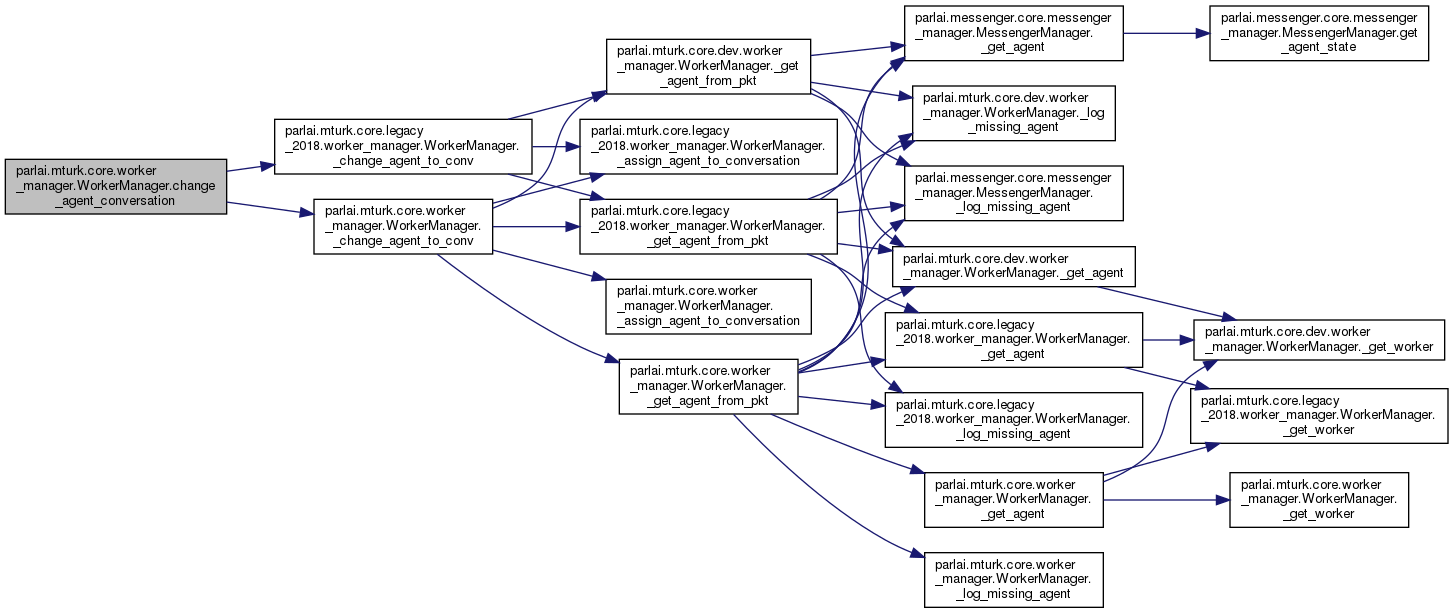 parlai.mturk.core.worker
_manager.WorkerManager.change
_agent_conversation
parlai.mturk.core.legacy
_2018.worker_manager.WorkerManager.
_change_agent_to_conv
parlai.mturk.core.worker
_manager.WorkerManager.
_change_agent_to_conv
parlai.mturk.core.dev.worker
_manager.WorkerManager._get
_agent_from_pkt
parlai.mturk.core.legacy
_2018.worker_manager.WorkerManager.
_assign_agent_to_conversation
parlai.mturk.core.legacy
_2018.worker_manager.WorkerManager.
_get_agent_from_pkt
parlai.mturk.core.worker
_manager.WorkerManager.
_assign_agent_to_conversation
parlai.mturk.core.worker
_manager.WorkerManager.
_get_agent_from_pkt
parlai.messenger.core.messenger
_manager.MessengerManager.
_get_agent
parlai.mturk.core.dev.worker
_manager.WorkerManager._log
_missing_agent
parlai.messenger.core.messenger
_manager.MessengerManager.
_log_missing_agent
parlai.mturk.core.dev.worker
_manager.WorkerManager._get_agent
parlai.mturk.core.legacy
_2018.worker_manager.WorkerManager.
_get_agent
parlai.mturk.core.legacy
_2018.worker_manager.WorkerManager.
_log_missing_agent
parlai.mturk.core.worker
_manager.WorkerManager.
_get_agent
parlai.mturk.core.worker
_manager.WorkerManager.
_log_missing_agent
parlai.messenger.core.messenger
_manager.MessengerManager.get
_agent_state
parlai.mturk.core.dev.worker
_manager.WorkerManager._get_worker
parlai.mturk.core.legacy
_2018.worker_manager.WorkerManager.
_get_worker
parlai.mturk.core.worker
_manager.WorkerManager.
_get_worker